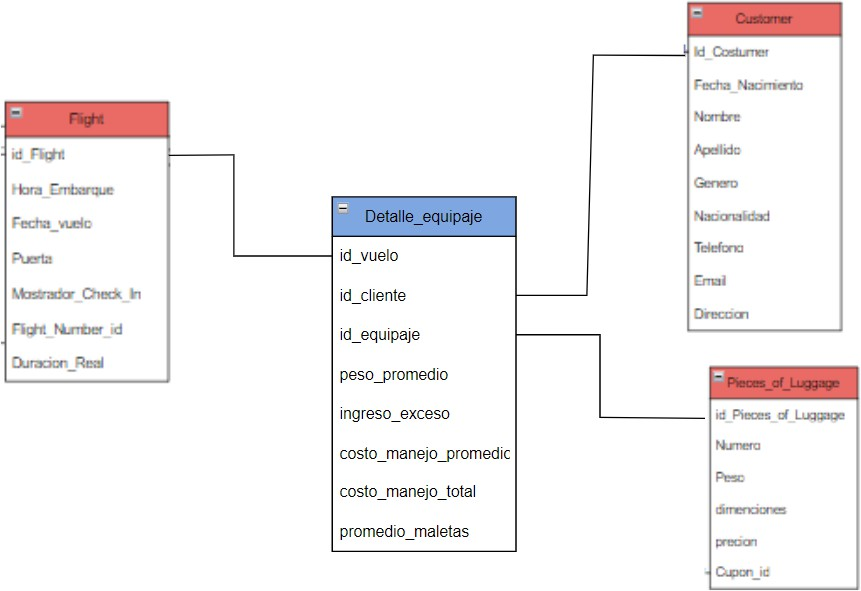 Flight
id_Flight
Hora_Embarque
Fecha_vuelo
Puerta
Mostrador_Check_In
Flight_Number_id
Duracion_Real
Detalle_equipaje
id_vuelo
id_cliente
id_equipaje
peso_promedio
ingreso_exceso
costo_manejo_promedio
costo_manejo_total
promedio_maletas
Customer
Id_Costumer
Fecha_Nacimiento
Nombre
Apellido
Genero
Nacionalidad
Telefono
Email
Direccion
Pieces_of_Luggage
id_Pieces_of_Luggage
Numero
Peso
dimenciones
precion
Cupon_id